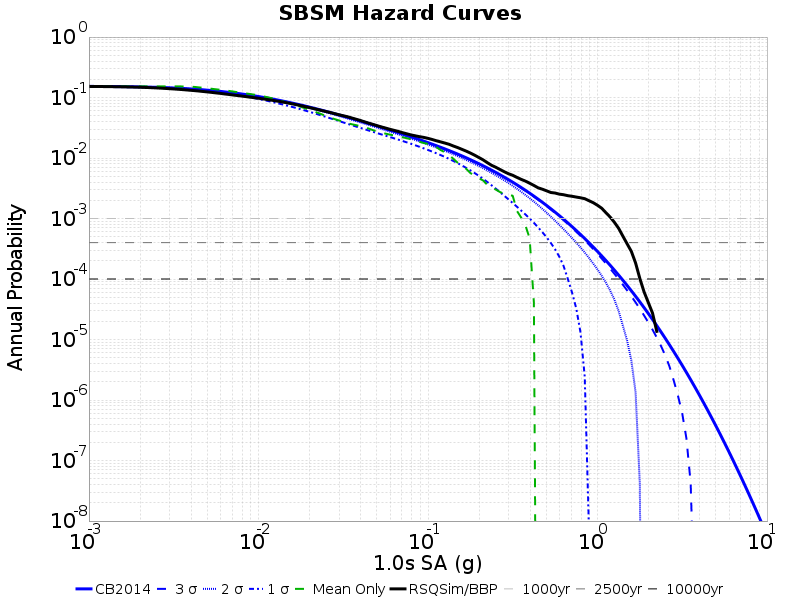 SBSM Hazard Curves
Annual Probability
10^0
10^-1
10^-2
10^-3
10^-4
10^-5
10^-6
10^-7
10^-8
10^-3 10^-2 10^-1 10^0 10^1
1.0s SA (g)
CB2014 3 σ 2 σ 1 σ Mean Only RSQSim/BBP 1000yr 2500yr 10000yr